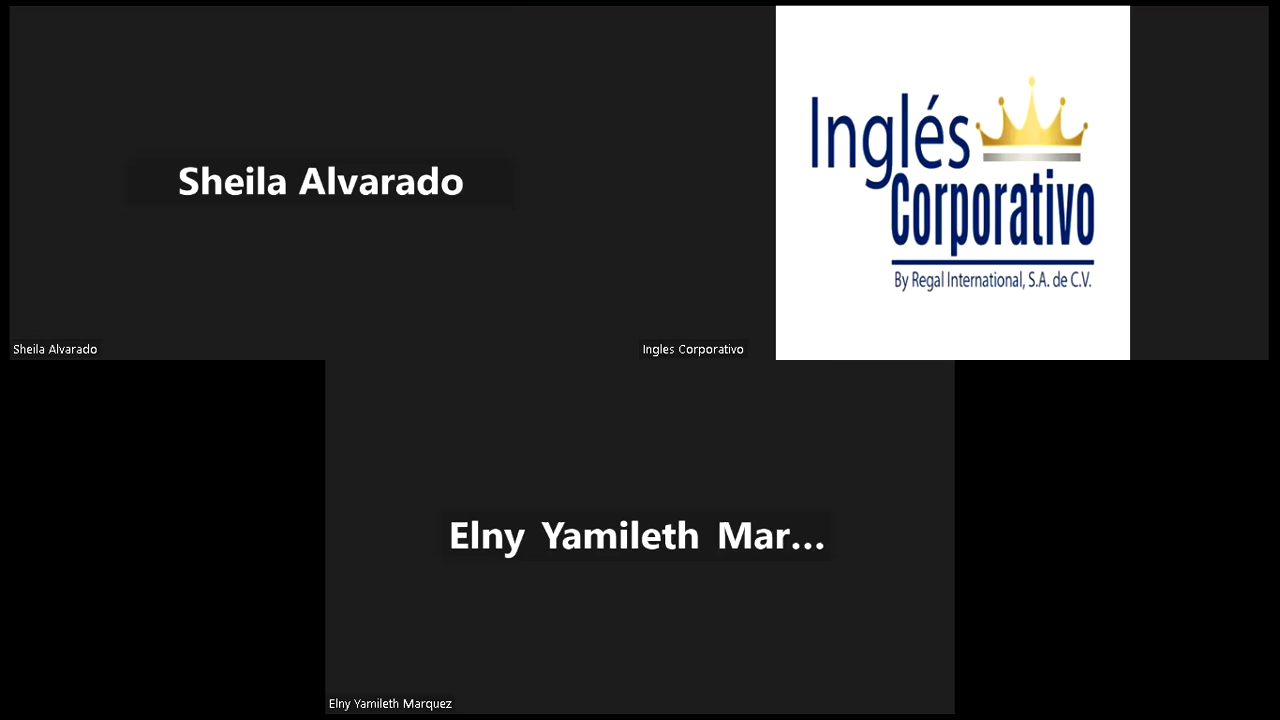 Sheila Alvarado
Sheila Alvarado
Inglés
Corporativo
By Regal International, S.A. de C.V.
Ingles Corporativo
Elny Yamileth Mar...
Elny Yamileth Marquez